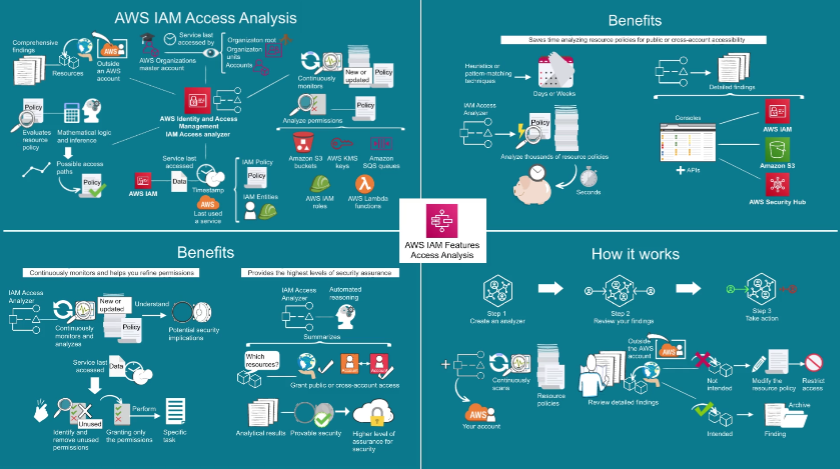 AWS IAM Access Analysis
Comprehensive
findings
Resources
Outside
an AWS
account
AWS Organizations
master account
Service last
accessed by
Organizaton root
Organizaton
units
Accounts
Continuously
monitors
New or
updated
Policy
Analyze permissions
Policy
Policy
Evaluates
resource
policy
Mathematical logic
and inference
Possible access
paths
Policy
AWS Identity and Access
Management
IAM Access analyzer
AWS IAM
Service last
accessed
Data
Timestamp
AWS
Last used
a service
IAM Policy
Policy
IAM Entities
Amazon S3
buckets
AWS KMS
keys
Amazon
SQS queues
AWS IAM
roles
AWS Lambda
functions
Benefits
Saves time analyzing resource policies for public or cross-account accessibility
Heuristics or
pattern-matching
techniques
Days or Weeks
IAM Access
Analyzer
Policy
Analyze thousands of resource policies
Seconds
Detailed findings
Consoles
+ APIs
AWS IAM
Amazon S3
AWS Security Hub
AWS IAM Features
Access Analysis
Benefits
Continuously monitors and helps you refine permissions
IAM Access
Analyzer
Continuously
monitors and
analyzes
New or
updated
Policy
Understand
Potential security
implications
Service last
accessed
Data
Unused
Identify and
remove unused
permissions
Granting only
the permissions
Perform
Specific
task
Provides the highest levels of security assurance
IAM Access
Analyzer
Automated
reasoning
Summarizes
Which
resources?
Grant public or cross-account access
Analytical results
Provable security
Higher level of
assurance for
security
How it works
Step 1
Create an analyzer
Step 2
Review your findings
Step 3
Take action
+
Continuously
scans
AWS
Your account
Resource
policies
Review detailed findings
Outside
the AWS
account
AWS
Not
intended
Modify the
resource policy
Restrict
access
Intended
Archive
Finding